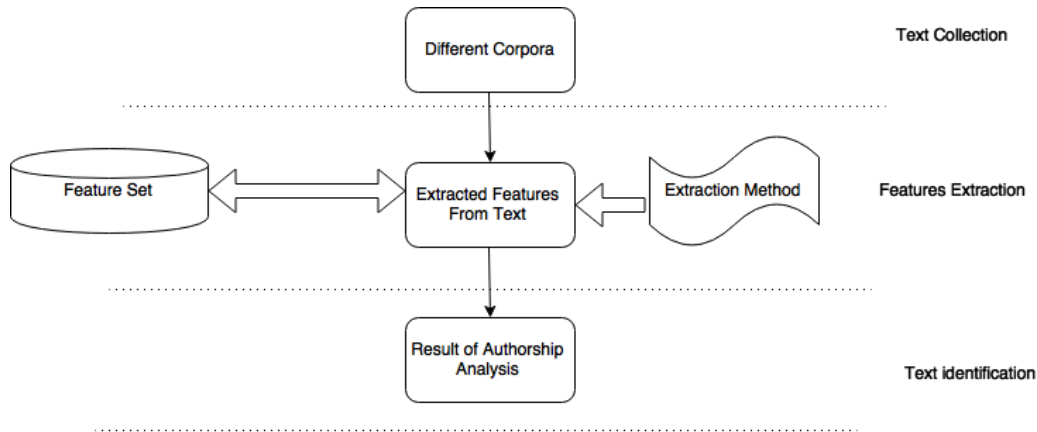 Different Corpora
Text Collection
Feature Set
Extracted Features
From Text
Extraction Method
Features Extraction
Result of Authorship
Analysis
Text identification